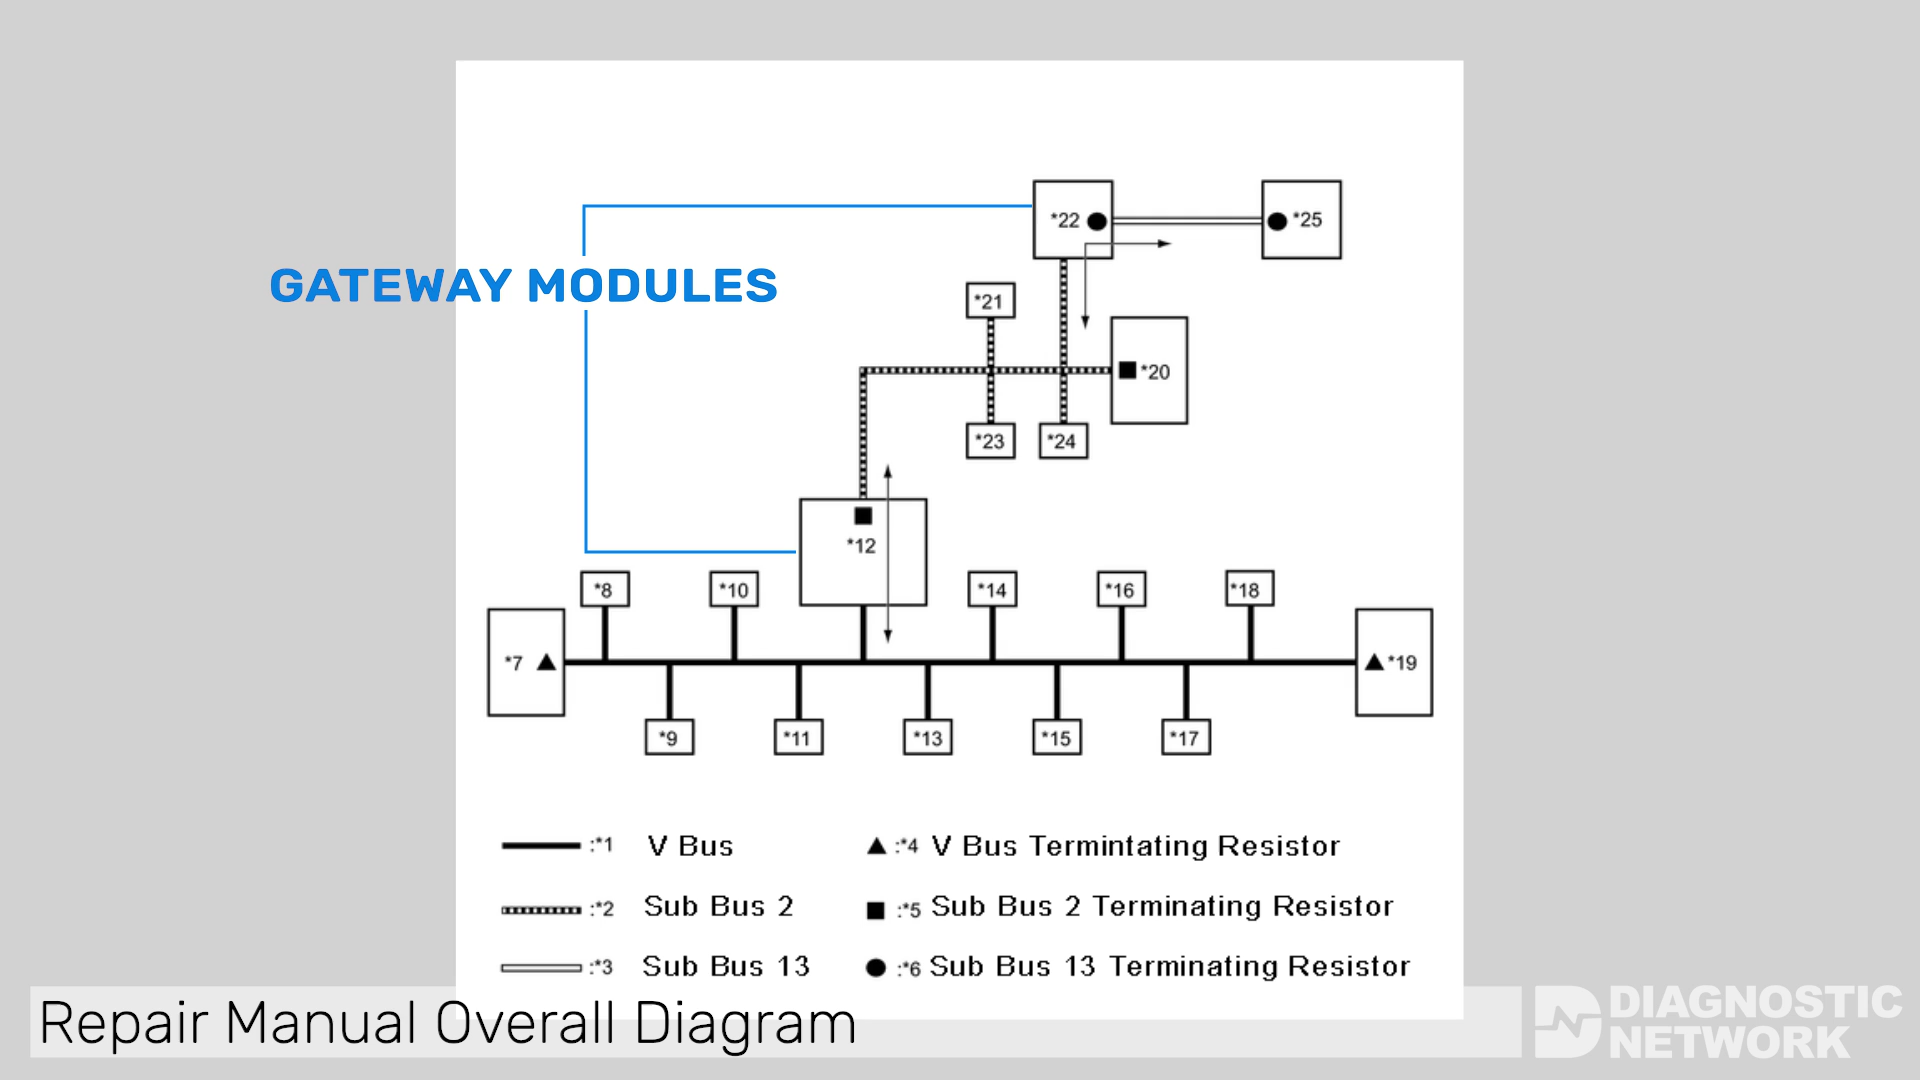 *22
*25
GATEWAY MODULES
*21
*20
*23
*24
*12
*8
*10
*14
*16
*18
*7
*19
*9
*11
*13
*15
*17
:*1 V Bus
:*4 V Bus Termintating Resistor
:*2 Sub Bus 2
:*5 Sub Bus 2 Terminating Resistor
:*3 Sub Bus 13
:*6 Sub Bus 13 Terminating Resistor
Repair Manual Overall Diagram
DIAGNOSTIC
NETWORK